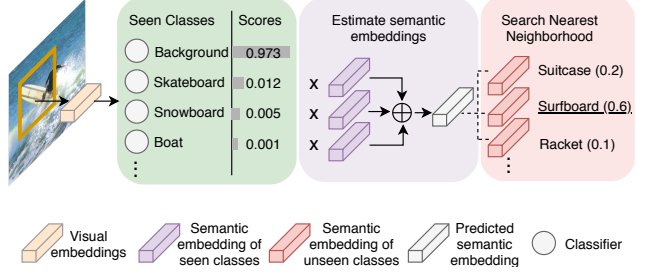 Seen Classes
Scores
Background
0.973
Skateboard
0.012
Snowboard
0.005
Boat
0.001
Estimate semantic
embeddings
X
X
X
Search Nearest
Neighborhood
Suitcase (0.2)
Surfboard (0.6)
Racket (0.1)
Visual
embeddings
Semantic
embedding of
seen classes
Semantic
embedding of
unseen classes
Predicted
semantic
embedding
Classifier